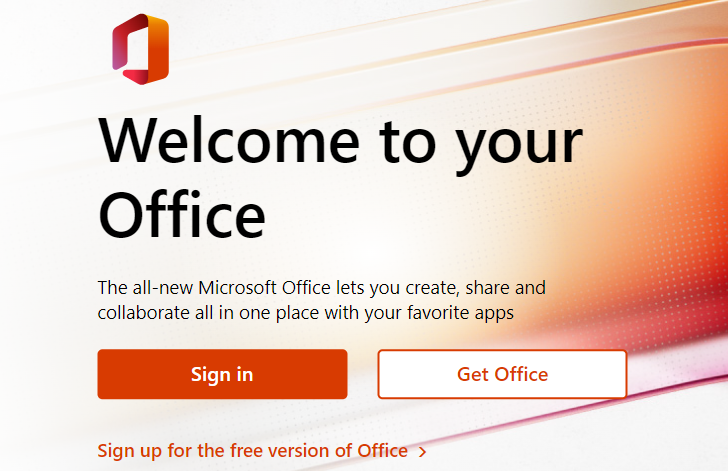 Welcome to your
Office
The all-new Microsoft Office lets you create, share and
collaborate all in one place with your favorite apps
Sign in
Get Office
Sign up for the free version of Office >